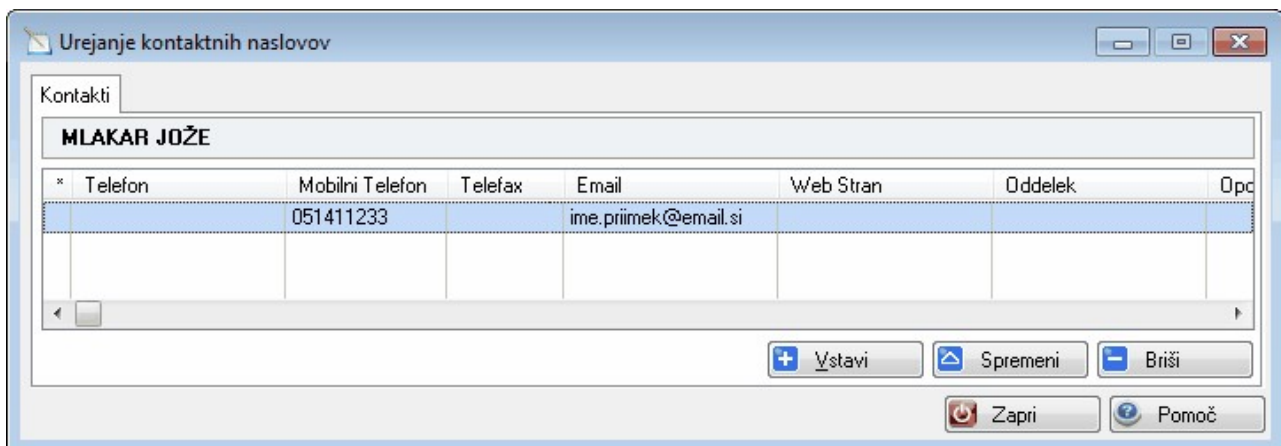 Urejanje kontaktnih naslovov
Kontakti
MLAKAR JOŽE
* Telefon Mobilni Telefon Telefax Email Web Stran Oddelek Opo
051411233 ime.priimek@email.si
Vstavi Spremeni Briši
Zapri Pomoč